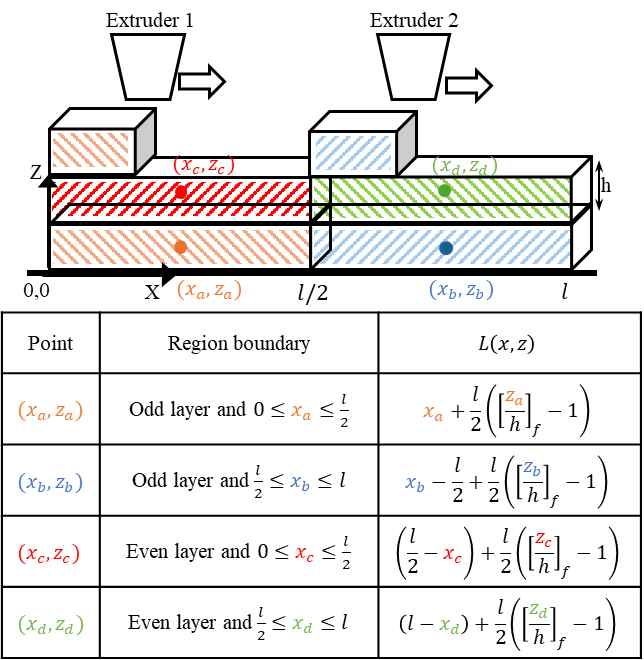 Extruder 1 Extruder 2
(x_c, z_c) (x_d, z_d)
Z
h
0,0 X (x_a, z_a) l/2 (x_b, z_b) l
Point Region boundary L(x, z)
(x_a, z_a) Odd layer and 0 ≤ x_a ≤ l/2 x_a + l/2([z_a/h]_f − 1)
(x_b, z_b) Odd layer and l/2 ≤ x_b ≤ l x_b − l/2 + l/2([z_b/h]_f − 1)
(x_c, z_c) Even layer and 0 ≤ x_c ≤ l/2 (l/2 − x_c) + l/2([z_c/h]_f − 1)
(x_d, z_d) Even layer and l/2 ≤ x_d ≤ l (l − x_d) + l/2([z_d/h]_f − 1)